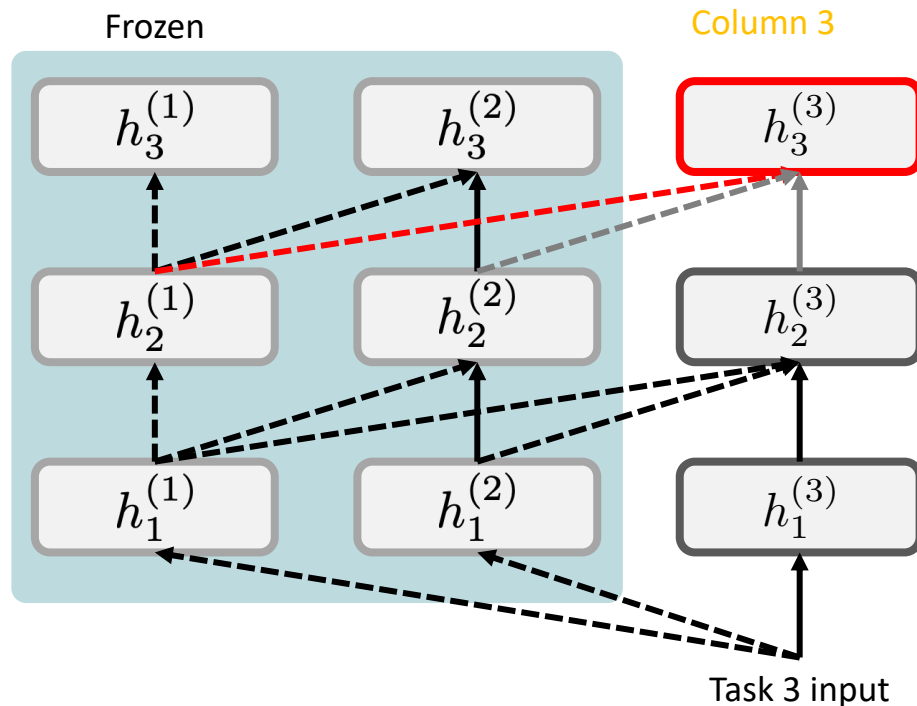 Frozen
Column 3
h_3^{(1)} h_3^{(2)} h_3^{(3)}
h_2^{(1)} h_2^{(2)} h_2^{(3)}
h_1^{(1)} h_1^{(2)} h_1^{(3)}
Task 3 input